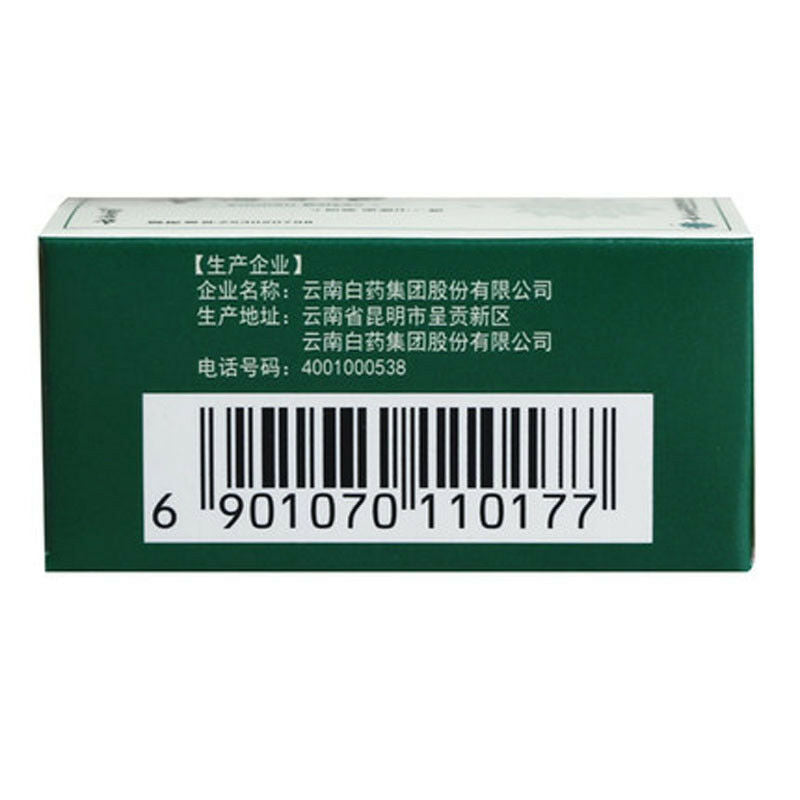 【生产企业】
企业名称：云南白药集团股份有限公司
生产地址：云南省昆明市呈贡新区
云南白药集团股份有限公司
电话号码：4001000538
6 901070 110177